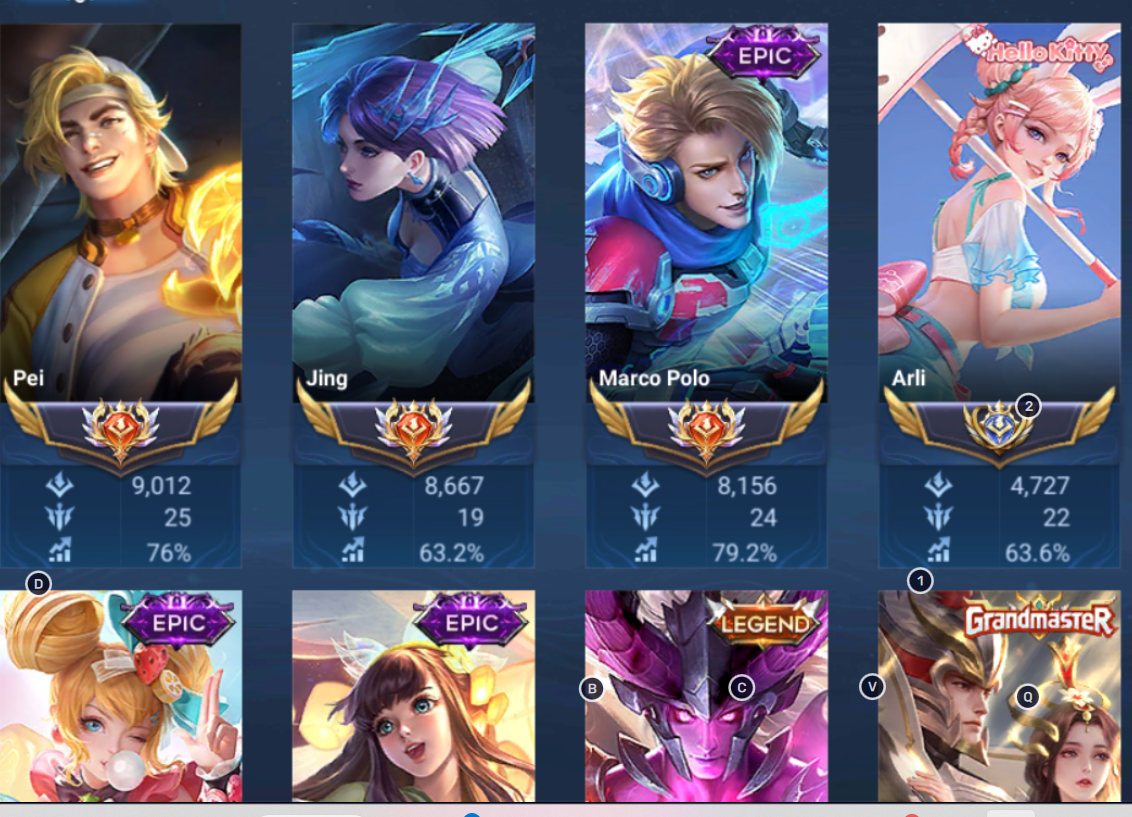 EPIC
Hello Kitty
Pei
Jing
Marco Polo
Arli
2
9,012
8,667
8,156
4,727
25
19
24
22
76%
63.2%
79.2%
63.6%
D
1
EPIC
EPIC
LEGEND
GRANDMASTER
B
C
V
Q